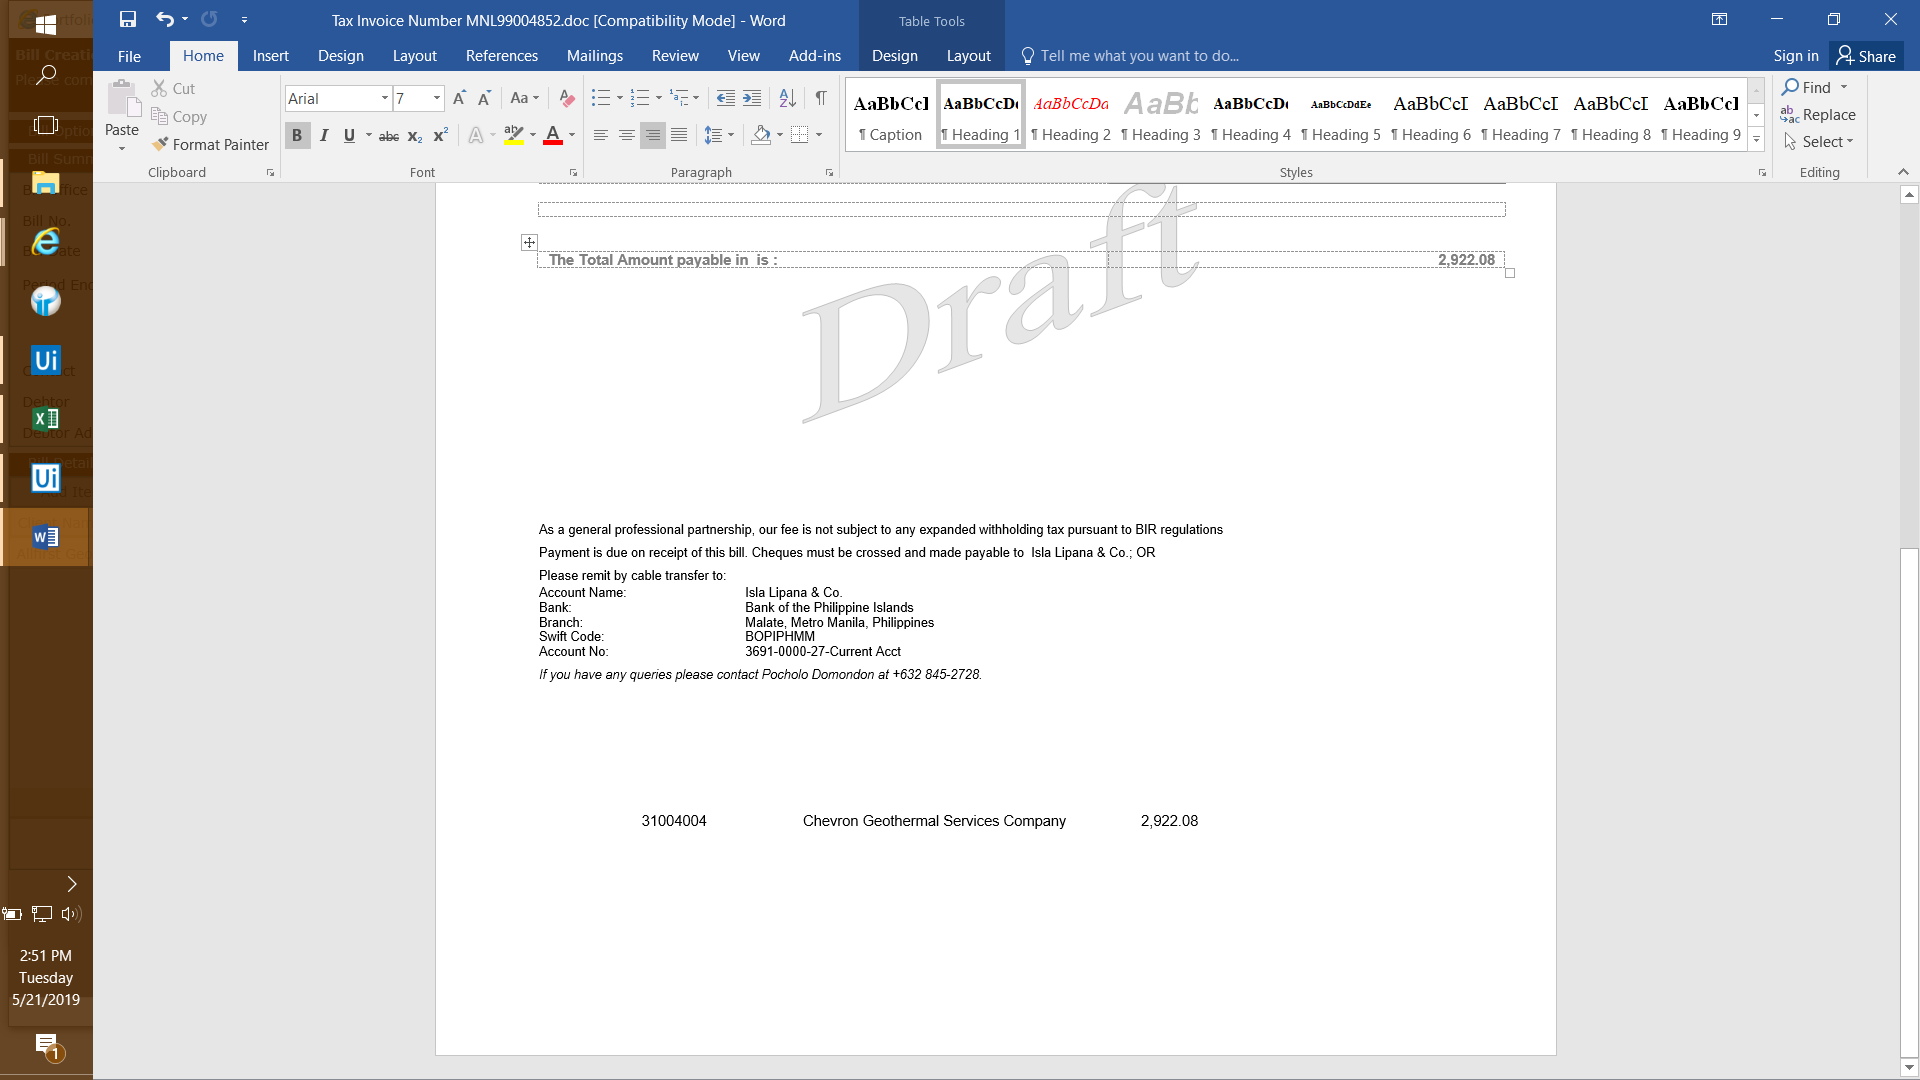 Tax Invoice Number MNL99004852.doc [Compatibility Mode] - Word
Table Tools
File Home Insert Design Layout References Mailings Review View Add-ins Design Layout Tell me what you want to do... Sign in Share
Paste
Cut
Copy
Format Painter
Clipboard
Arial 7
Font
Paragraph
AaBbCcI AaBbCcDc AaBbCcDa AaBb AaBbCcDc AaBbCcDdEe AaBbCcI AaBbCcI AaBbCcI AaBbCcI
¶ Caption ¶ Heading 1 ¶ Heading 2 ¶ Heading 3 ¶ Heading 4 ¶ Heading 5 ¶ Heading 6 ¶ Heading 7 ¶ Heading 8 ¶ Heading 9
Styles
Find
Replace
Select
Editing
The Total Amount payable in is : 2,922.08
Draft
As a general professional partnership, our fee is not subject to any expanded withholding tax pursuant to BIR regulations
Payment is due on receipt of this bill. Cheques must be crossed and made payable to Isla Lipana & Co.; OR
Please remit by cable transfer to:
Account Name: Isla Lipana & Co.
Bank: Bank of the Philippine Islands
Branch: Malate, Metro Manila, Philippines
Swift Code: BOPIPHMM
Account No: 3691-0000-27-Current Acct
If you have any queries please contact Pocholo Domondon at +632 845-2728.
31004004 Chevron Geothermal Services Company 2,922.08
Bill No.
Debtor
2:51 PM
Tuesday
5/21/2019
1